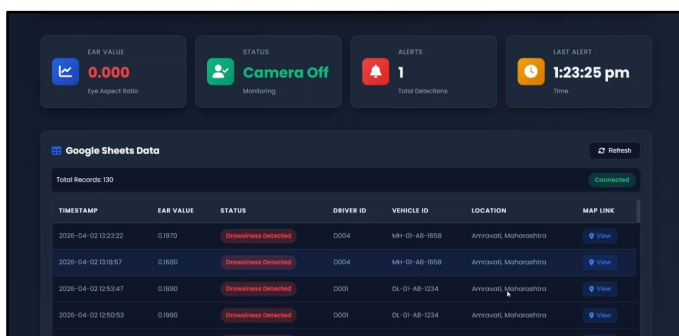 EAR VALUE
0.000
Eye Aspect Ratio
STATUS
Camera Off
Monitoring
ALERTS
1
Total Detections
LAST ALERT
1:23:25 pm
Time
Google Sheets Data
Refresh
Total Records: 130
Connected
TIMESTAMP EAR VALUE STATUS DRIVER ID VEHICLE ID LOCATION MAP LINK
2026-04-02 13:23:22 0.1970 Drowsiness Detected D004 MH-01-AB-1658 Amravati, Maharashtra View
2026-04-02 13:18:57 0.1680 Drowsiness Detected D004 MH-01-AB-1658 Amravati, Maharashtra View
2026-04-02 12:53:47 0.1890 Drowsiness Detected D001 DL-01-AB-1234 Amravati, Maharashtra View
2026-04-02 12:50:53 0.1980 Drowsiness Detected D001 DL-01-AB-1234 Amravati, Maharashtra View